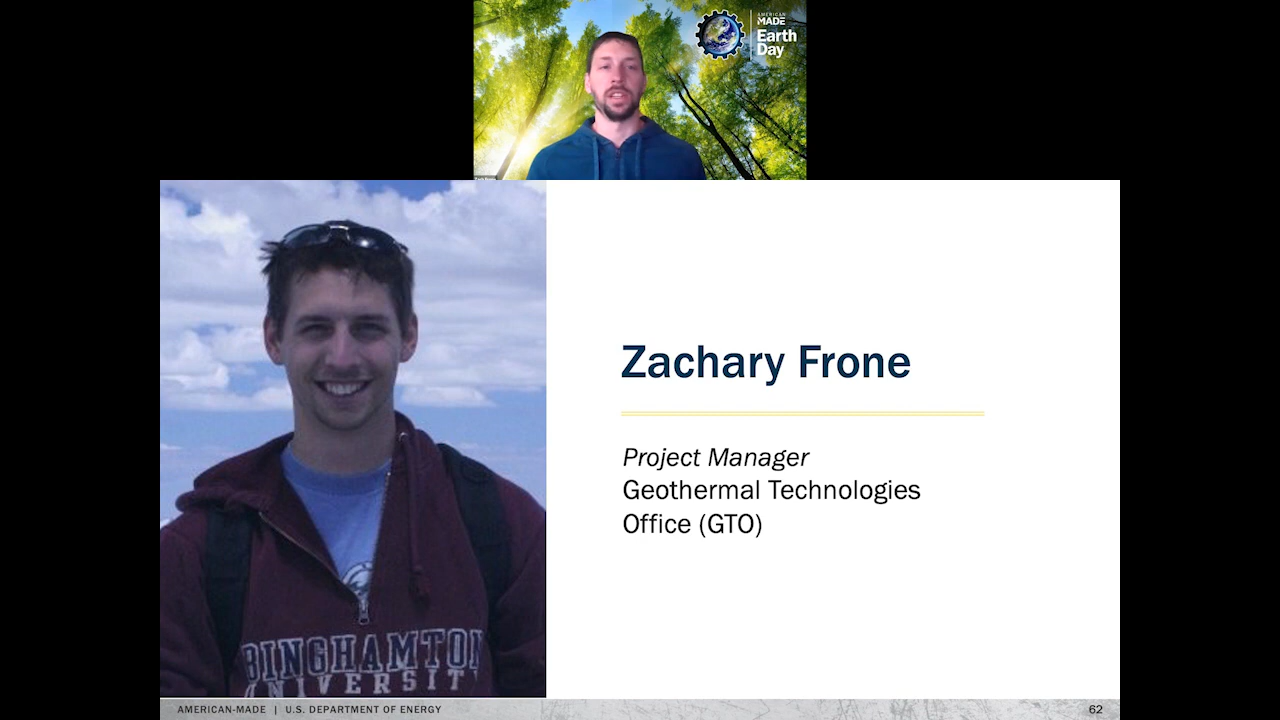 AMERICAN
MADE
Earth
Day
Zachary Frone
Project Manager
Geothermal Technologies
Office (GTO)
BINGHAMTON
UNIVERSITY
AMERICAN-MADE | U.S. DEPARTMENT OF ENERGY
62